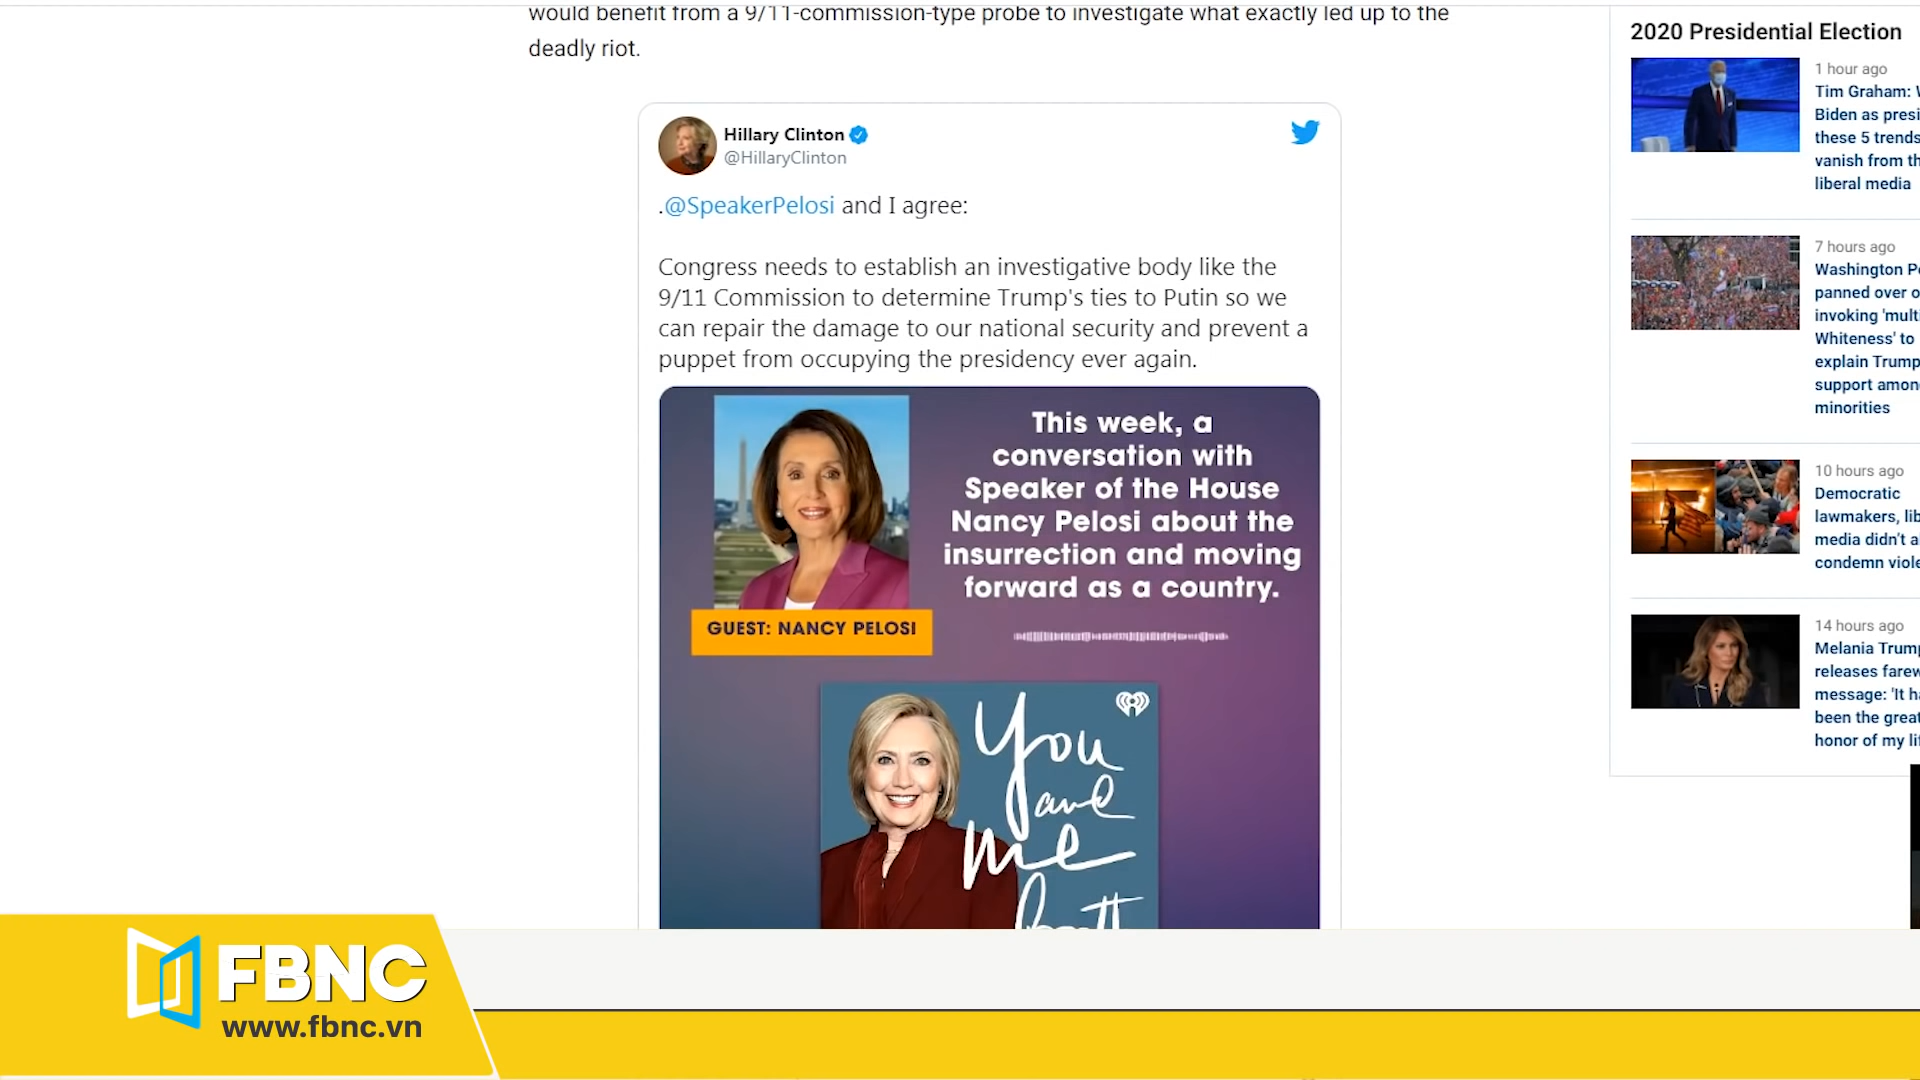 would benefit from a 9/11-commission-type probe to investigate what exactly led up to the
deadly riot.
Hillary Clinton
@HillaryClinton
.@SpeakerPelosi and I agree:
Congress needs to establish an investigative body like the
9/11 Commission to determine Trump's ties to Putin so we
can repair the damage to our national security and prevent a
puppet from occupying the presidency ever again.
This week, a
conversation with
Speaker of the House
Nancy Pelosi about the
insurrection and moving
forward as a country.
GUEST: NANCY PELOSI
You
and
me
both
2020 Presidential Election
1 hour ago
Tim Graham:
Biden as presi
these 5 trends
vanish from th
liberal media
7 hours ago
Washington P
panned over o
invoking 'mult
Whiteness' to
explain Trump
support amon
minorities
10 hours ago
Democratic
lawmakers, lib
media didn't a
condemn viole
14 hours ago
Melania Trump
releases farew
message: 'It ha
been the great
honor of my lif
FBNC
www.fbnc.vn